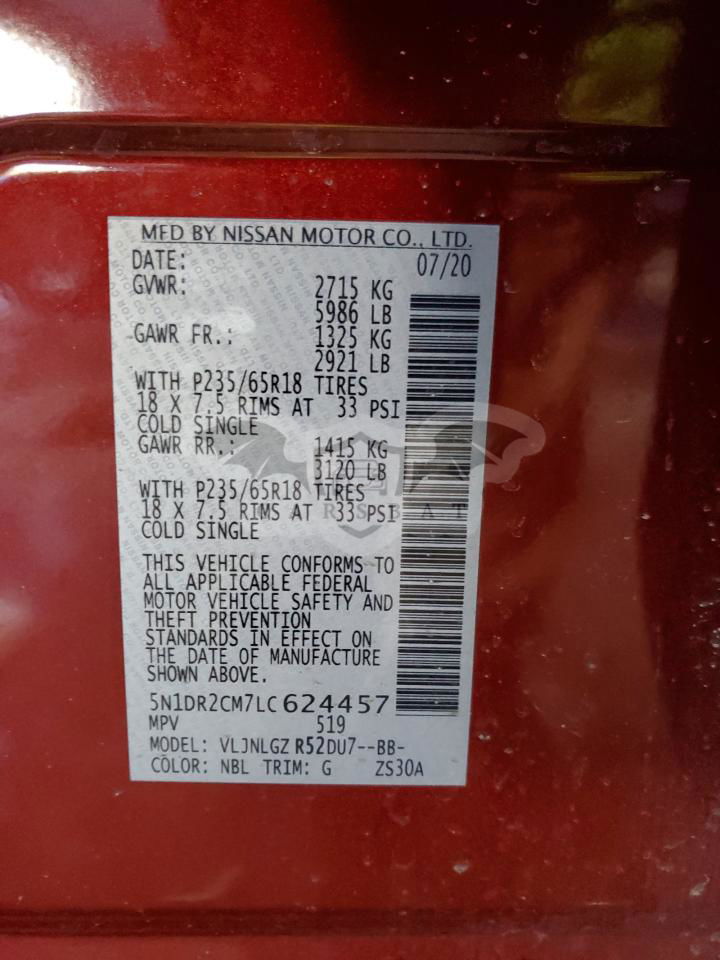 MFD BY NISSAN MOTOR CO., LTD.
DATE: 07/20
GVWR: 2715 KG
5986 LB
GAWR FR.: 1325 KG
2921 LB
WITH P235/65R18 TIRES
18 X 7.5 RIMS AT 33 PSI
COLD SINGLE
GAWR RR.: 1415 KG
3120 LB
WITH P235/65R18 TIRES
18 X 7.5 RIMS AT 33PSI
COLD SINGLE
THIS VEHICLE CONFORMS TO
ALL APPLICABLE FEDERAL
MOTOR VEHICLE SAFETY AND
THEFT PREVENTION
STANDARDS IN EFFECT ON
THE DATE OF MANUFACTURE
SHOWN ABOVE.
5N1DR2CM7LC624457
MPV 519
MODEL: VLJNLGZ R52DU7--BB-
COLOR: NBL TRIM: G ZS30A